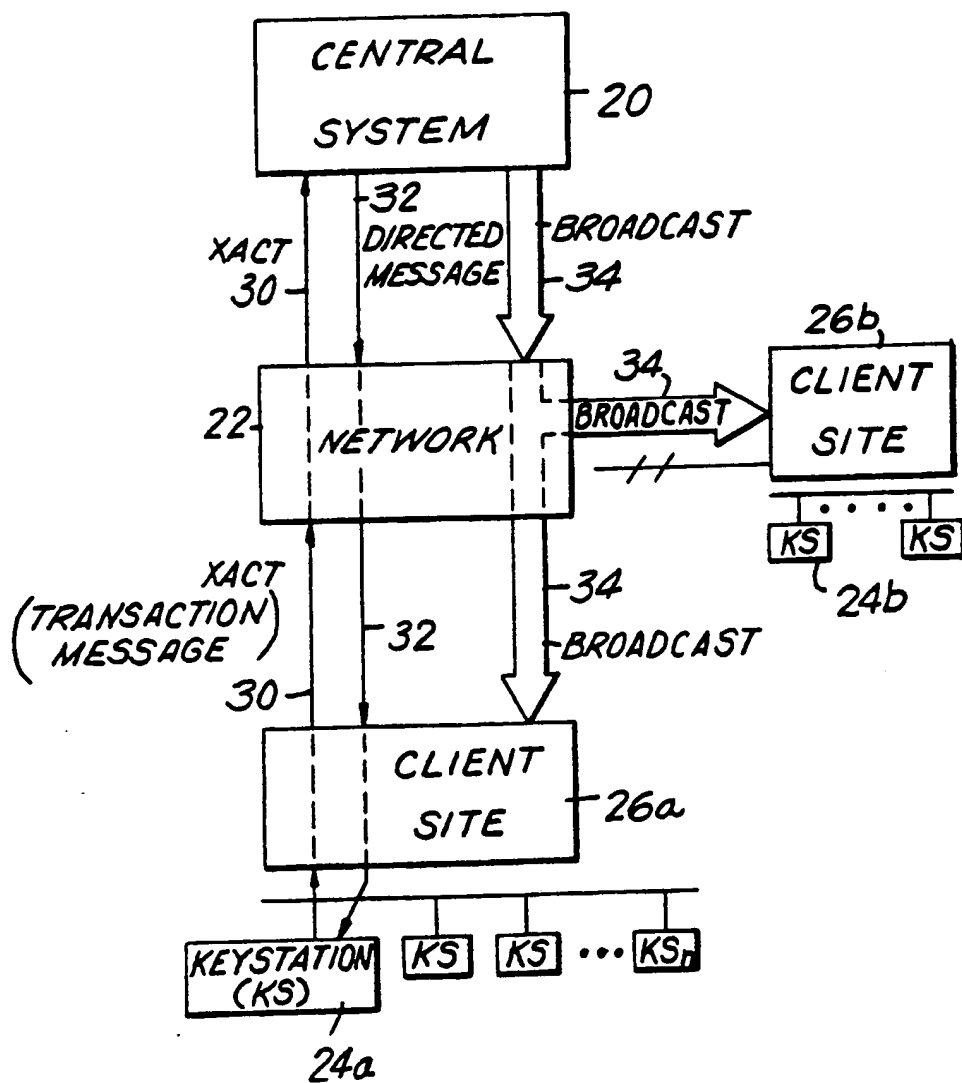 CENTRAL
SYSTEM
20
32
DIRECTED
MESSAGE
BROADCAST
34
XACT
30
26b
CLIENT
SITE
34
BROADCAST
22
NETWORK
KS
KS
24b
XACT
(TRANSACTION
MESSAGE)
30
32
34
BROADCAST
CLIENT
SITE
26a
KEYSTATION
(KS)
KS
KS
...
KSn
24a